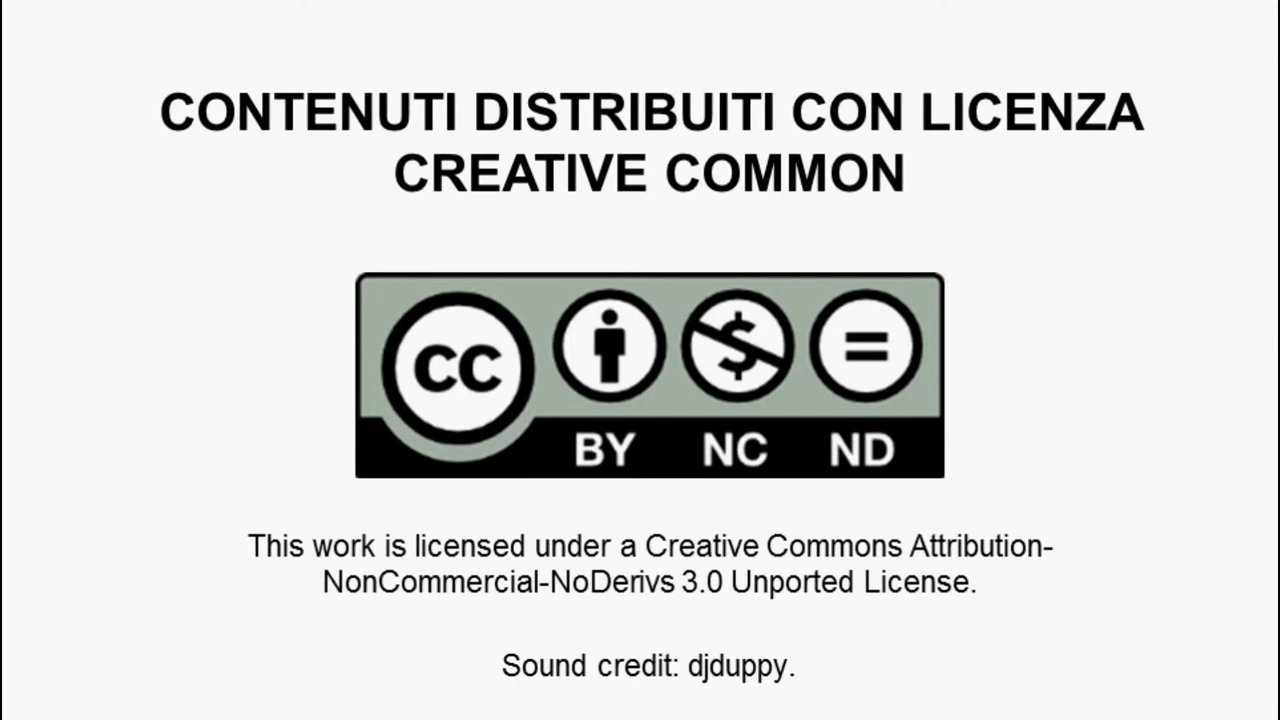 CONTENUTI DISTRIBUITI CON LICENZA
CREATIVE COMMON
CC
BY NC ND
This work is licensed under a Creative Commons Attribution-
NonCommercial-NoDerivs 3.0 Unported License.
Sound credit: djduppy.